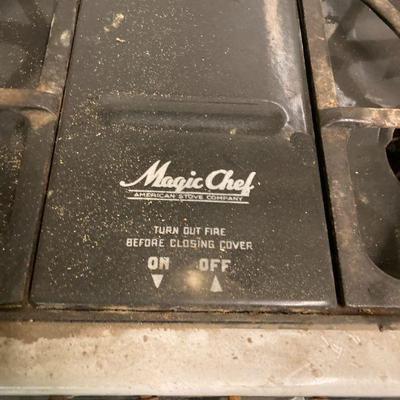 Magic Chef
AMERICAN STOVE COMPANY
TURN OUT FIRE
BEFORE CLOSING COVER
ON OFF